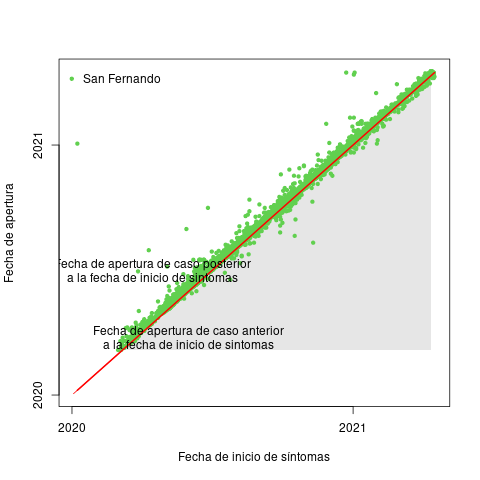 San Fernando
2021
Fecha de apertura
Fecha de apertura de caso posterior
a la fecha de inicio de síntomas
Fecha de apertura de caso anterior
a la fecha de inicio de sintomas
2020
2020
2021
Fecha de inicio de síntomas